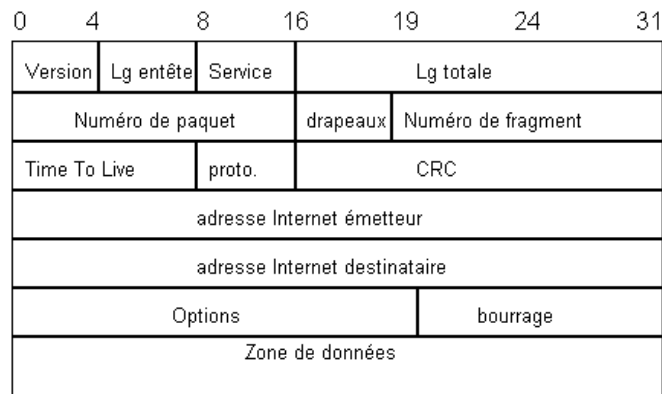 0 4 8 16 19 24 31
Version Lg entête Service Lg totale
Numéro de paquet drapeaux Numéro de fragment
Time To Live proto. CRC
adresse Internet émetteur
adresse Internet destinataire
Options bourrage
Zone de données